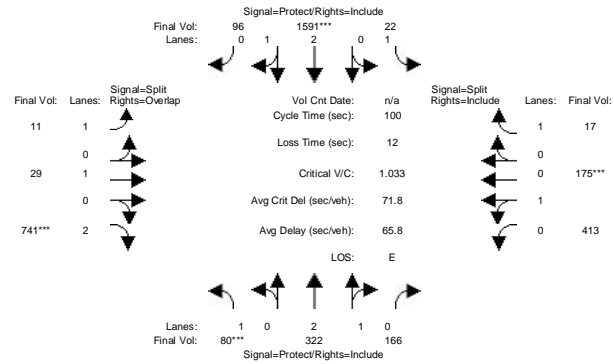 Signal=Protect/Rights=Include
Final Vol: 96 1591*** 22
Lanes: 0 1 2 0 1
Signal=Split
Rights=Overlap
Final Vol: Lanes:
11 1
0
29 1
0
741*** 2
Vol Cnt Date: n/a
Cycle Time (sec): 100
Loss Time (sec): 12
Critical V/C: 1.033
Avg Crit Del (sec/veh): 71.8
Avg Delay (sec/veh): 65.8
LOS: E
Signal=Split
Rights=Include
Lanes: Final Vol:
1 17
0
0 175***
1
0 413
Lanes: 1 0 2 1 0
Final Vol: 80*** 322 166
Signal=Protect/Rights=Include